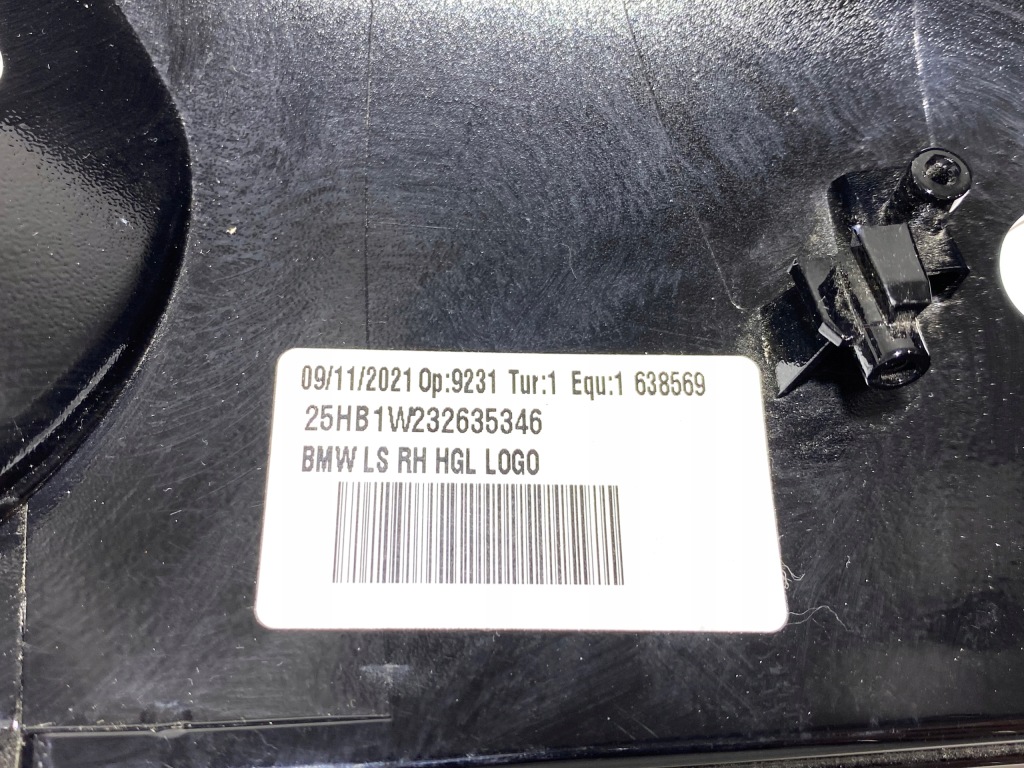 09/11/2021 Op:9231 Tur:1 Equ:1 638569
25HB1W232635346
BMW LS RH HGL LOGO